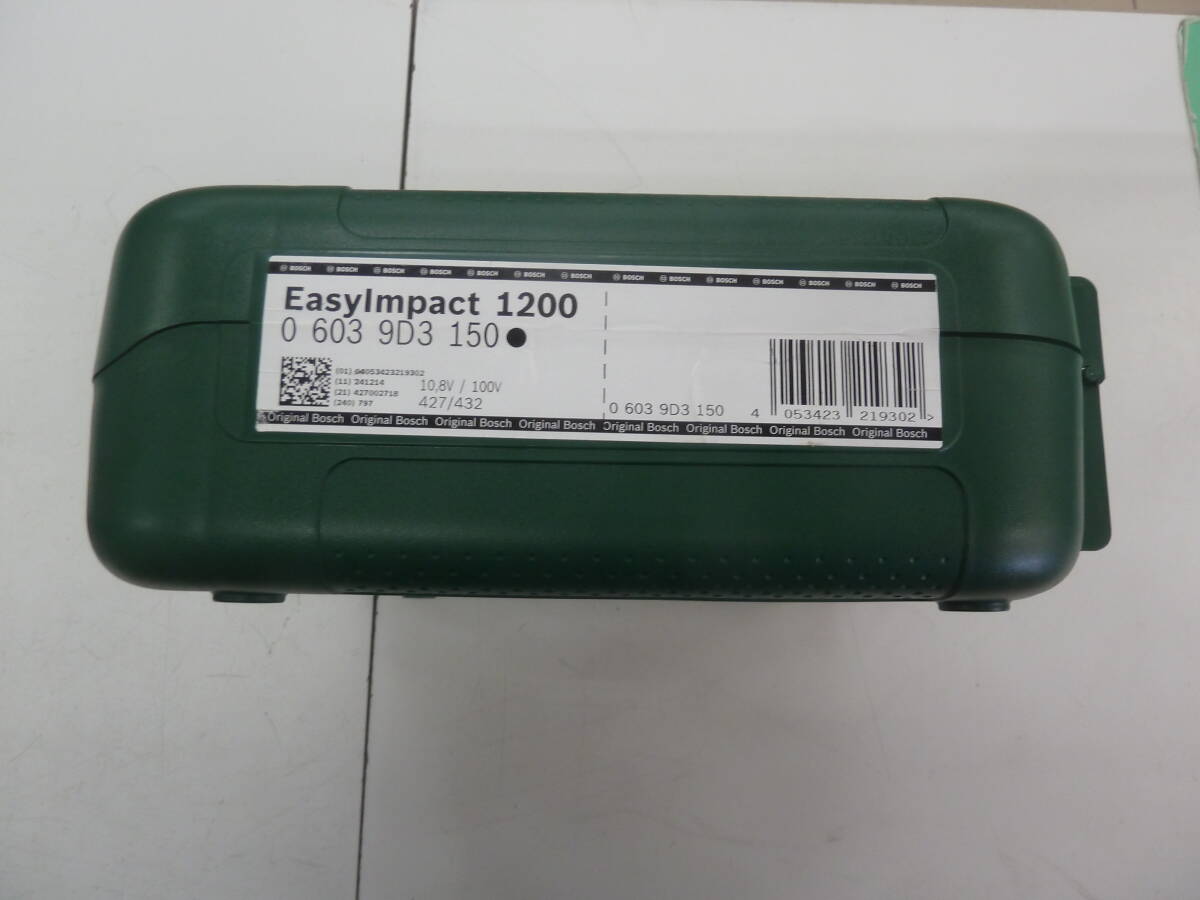 BOSCH BOSCH BOSCH BOSCH BOSCH BOSCH BOSCH BOSCH BOSCH BOSCH BOSCH BOSCH BOSCH BOSCH
EasyImpact 1200
0 603 9D3 150
(01) 04053423219302
(11) 241214
(21) 427002718
(240) 797
10,8V / 100V
427/432
0 603 9D3 150
4 053423 219302 >
Original Bosch Original Bosch Original Bosch Original Bosch Original Bosch Original Bosch Original Bosch Original Bosch